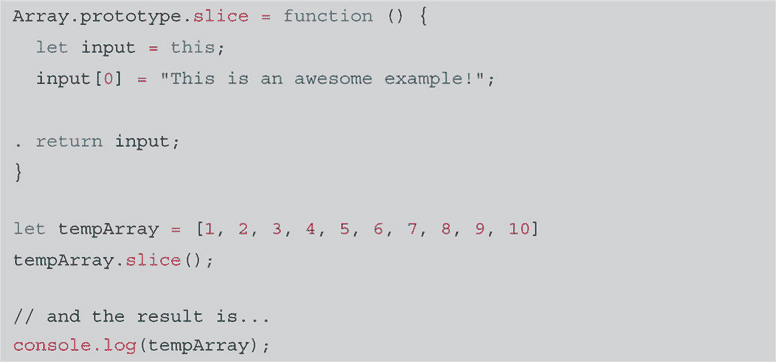 Array.prototype.slice = function () {
  let input = this;
  input[0] = "This is an awesome example!";
. return input;
}
let tempArray = [1, 2, 3, 4, 5, 6, 7, 8, 9, 10]
tempArray.slice();
// and the result is...
console.log(tempArray);